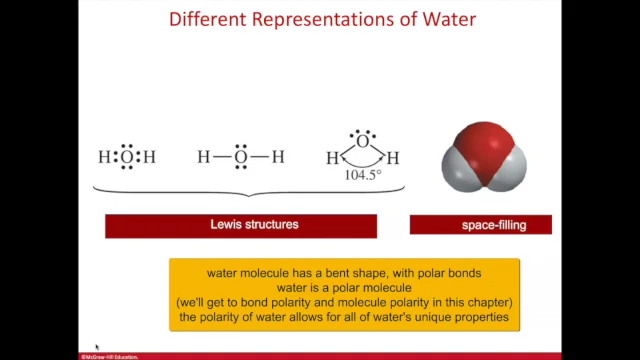 Different Representations of Water
H:O:H
H—O—H
O
H H
104.5°
Lewis structures
space-filling
water molecule has a bent shape, with polar bonds
water is a polar molecule
(we'll get to bond polarity and molecule polarity in this chapter)
the polarity of water allows for all of water's unique properties
©McGraw-Hill Education.